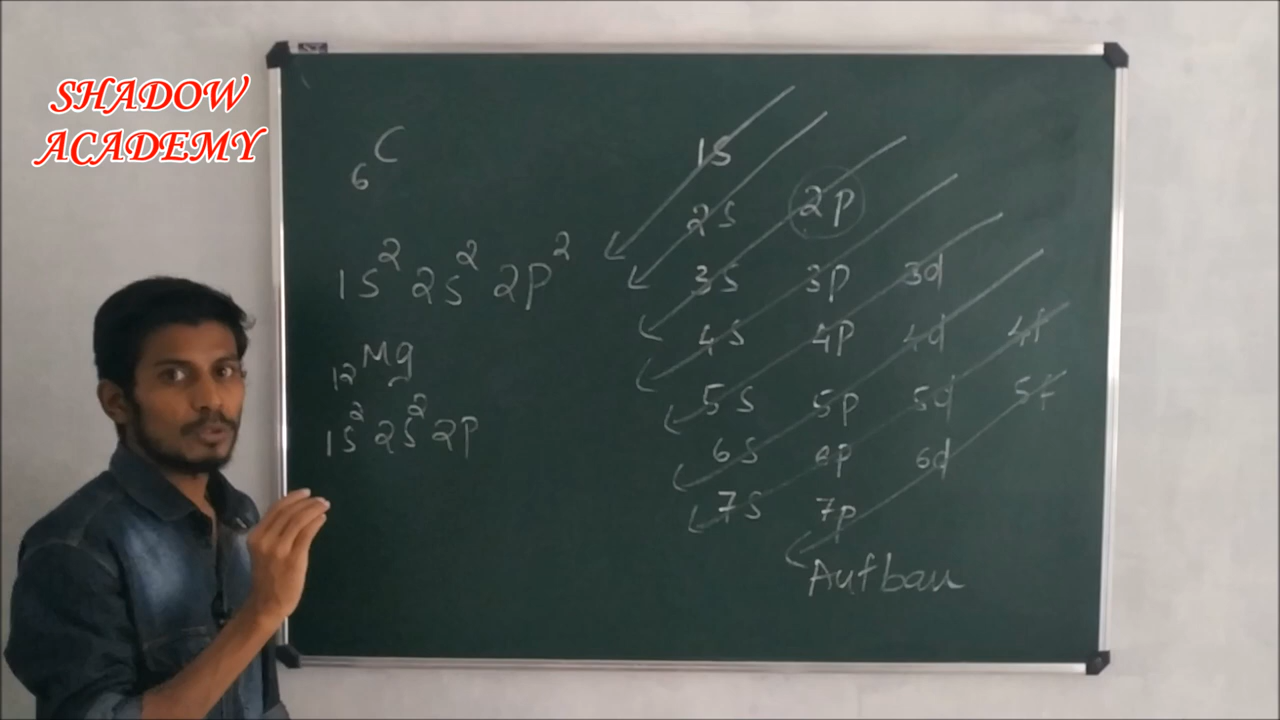 SHADOW
ACADEMY
₆C
1s² 2s² 2p²
₁₂Mg
1s² 2s² 2p
1s
2s 2p
3s 3p 3d
4s 4p 4d 4f
5s 5p 5d 5f
6s 6p 6d
7s 7p
Aufbau